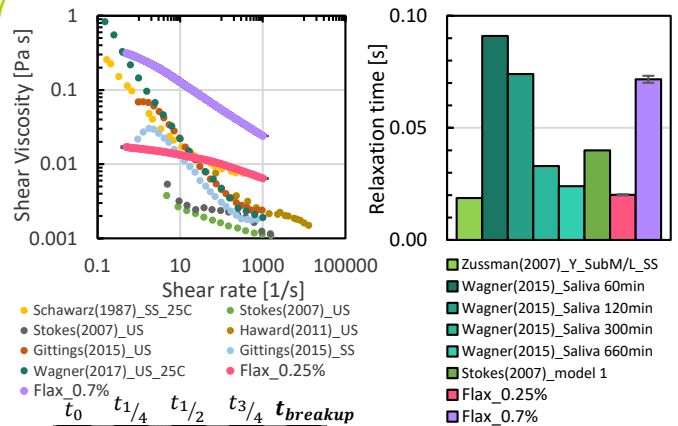 Shear Viscosity [Pa s]
1
0.1
0.01
0.001
0.1
10
1000
100000
Shear rate [1/s]
Schawarz(1987)_SS_25C
Stokes(2007)_US
Stokes(2007)_US
Haward(2011)_US
Gittings(2015)_US
Gittings(2015)_SS
Wagner(2017)_US_25C
Flax_0.25%
Flax_0.7%
t0 t1/4 t1/2 t3/4 tbreakup
Relaxation time [s]
0.10
0.05
0.00
Zussman(2007)_Y_SubM/L_SS
Wagner(2015)_Saliva 60min
Wagner(2015)_Saliva 120min
Wagner(2015)_Saliva 300min
Wagner(2015)_Saliva 660min
Stokes(2007)_model 1
Flax_0.25%
Flax_0.7%